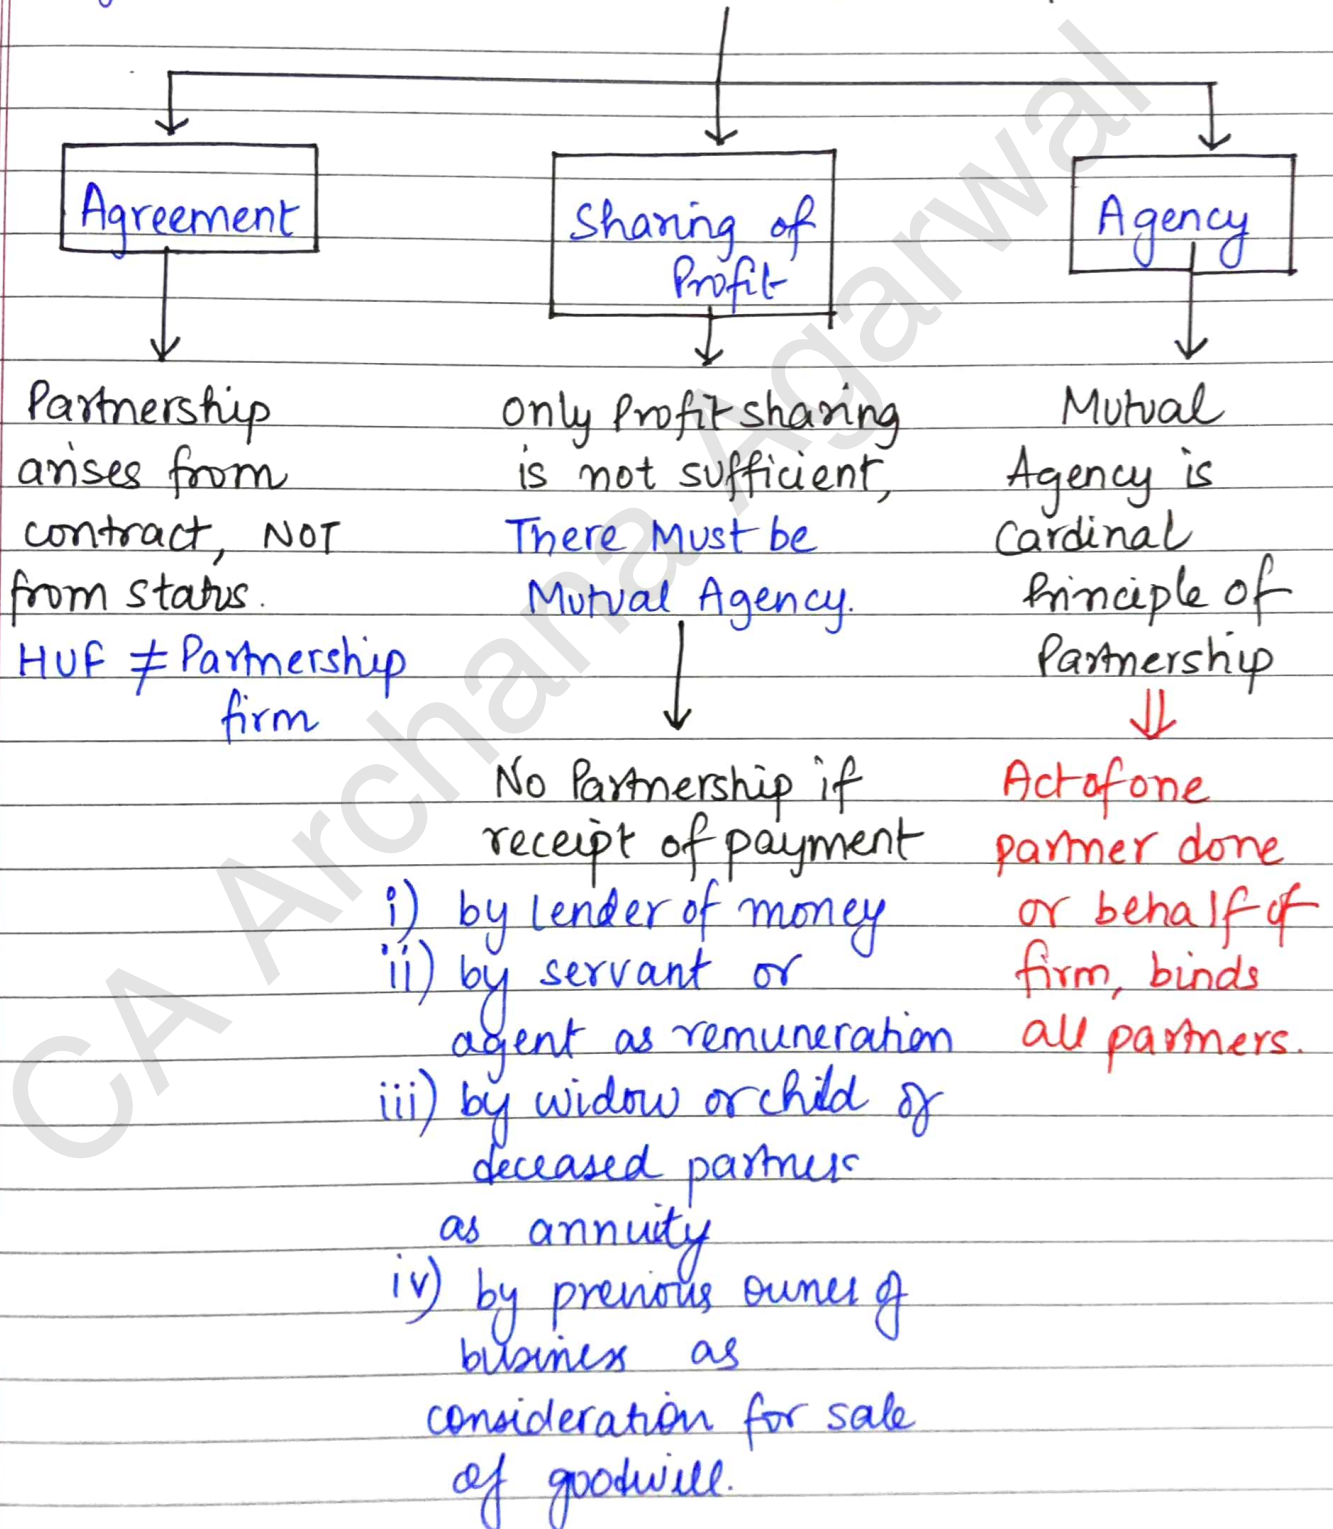 Agreement
Partnership
arises from
contract, NOT
from status.
HUF ≠ Partnership
firm
Sharing of
Profit
only Profit sharing
is not sufficient,
There Must be
Mutual Agency.
No Partnership if
receipt of payment
i) by lender of money
ii) by servant or
agent as remuneration
iii) by widow or child of
deceased partner
as annuity
iv) by previous owner of
business as
consideration for sale
of goodwill.
Agency
Mutual
Agency is
Cardinal
Principle of
Partnership
Act of one
partner done
or behalf of
firm, binds
all partners.
CA Archana Agarwal